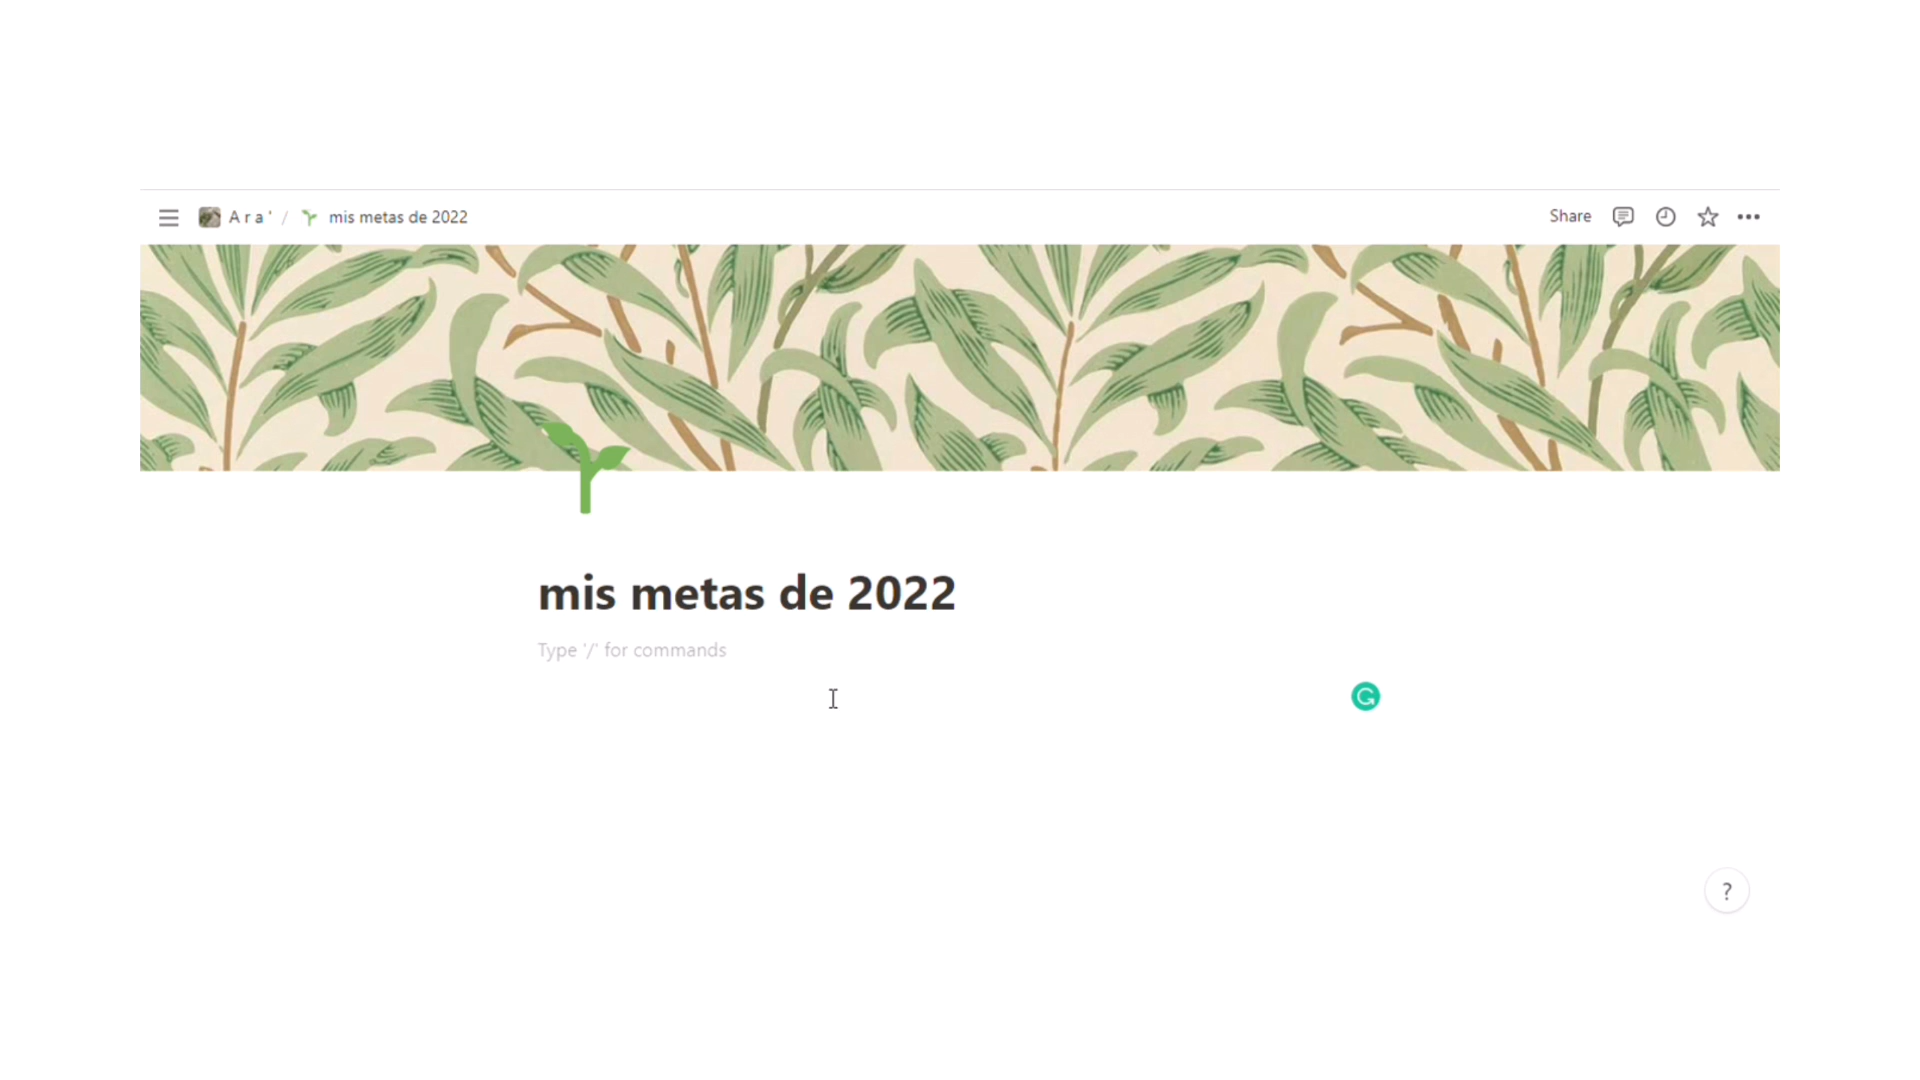 A r a ' / mis metas de 2022
Share
mis metas de 2022
Type '/' for commands
?